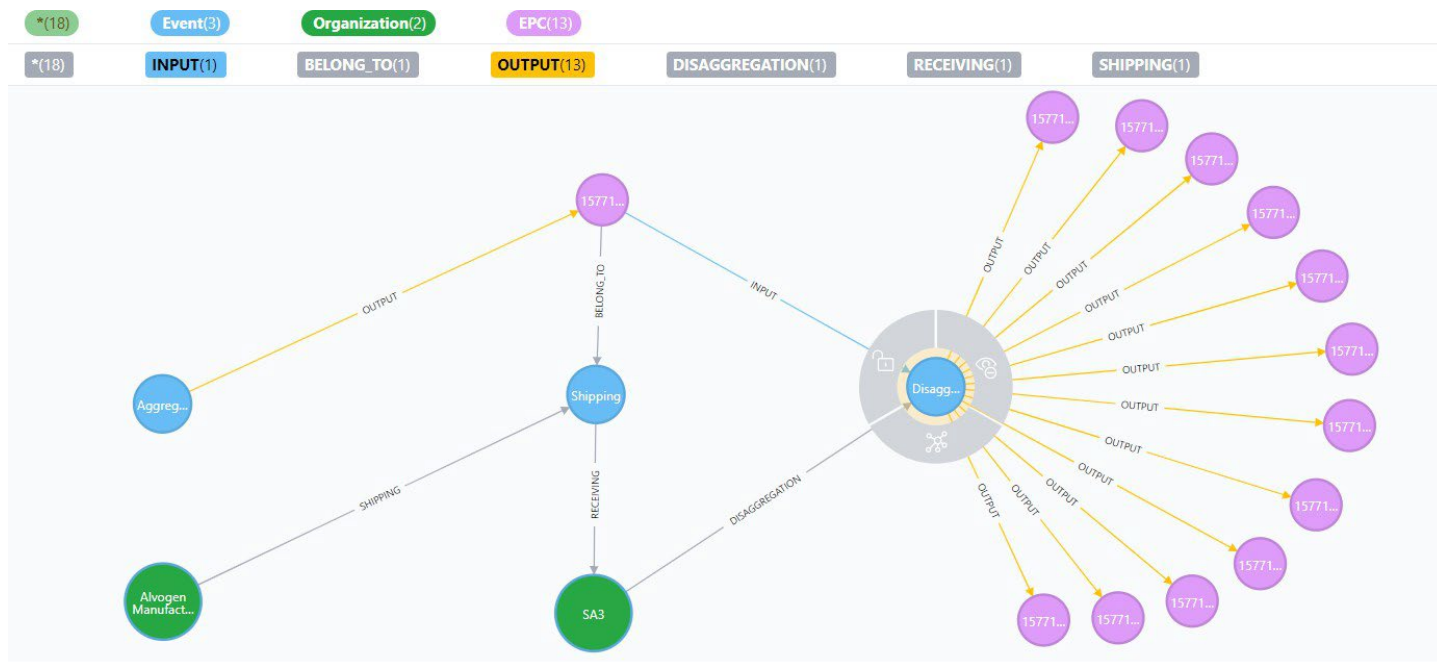 *(18) Event(3) Organization(2) EPC(13)
*(18) INPUT(1) BELONG_TO(1) OUTPUT(13) DISAGGREGATION(1) RECEIVING(1) SHIPPING(1)
15771...
15771...
15771...
15771...
15771...
15771...
15771...
15771...
15771...
15771...
15771...
15771...
15771...
OUTPUT
BELONG_TO
INPUT
OUTPUT
OUTPUT
OUTPUT
OUTPUT
OUTPUT
OUTPUT
OUTPUT
OUTPUT
OUTPUT
OUTPUT
OUTPUT
OUTPUT
Aggreg...
Shipping
Disagg...
SHIPPING
RECEIVING
DISAGGREGATION
Alvogen
Manufact...
SA3